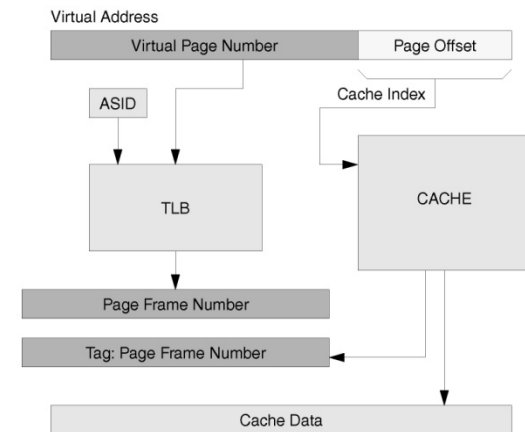 Virtual Address
Virtual Page Number
Page Offset
ASID
Cache Index
TLB
CACHE
Page Frame Number
Tag: Page Frame Number
Cache Data